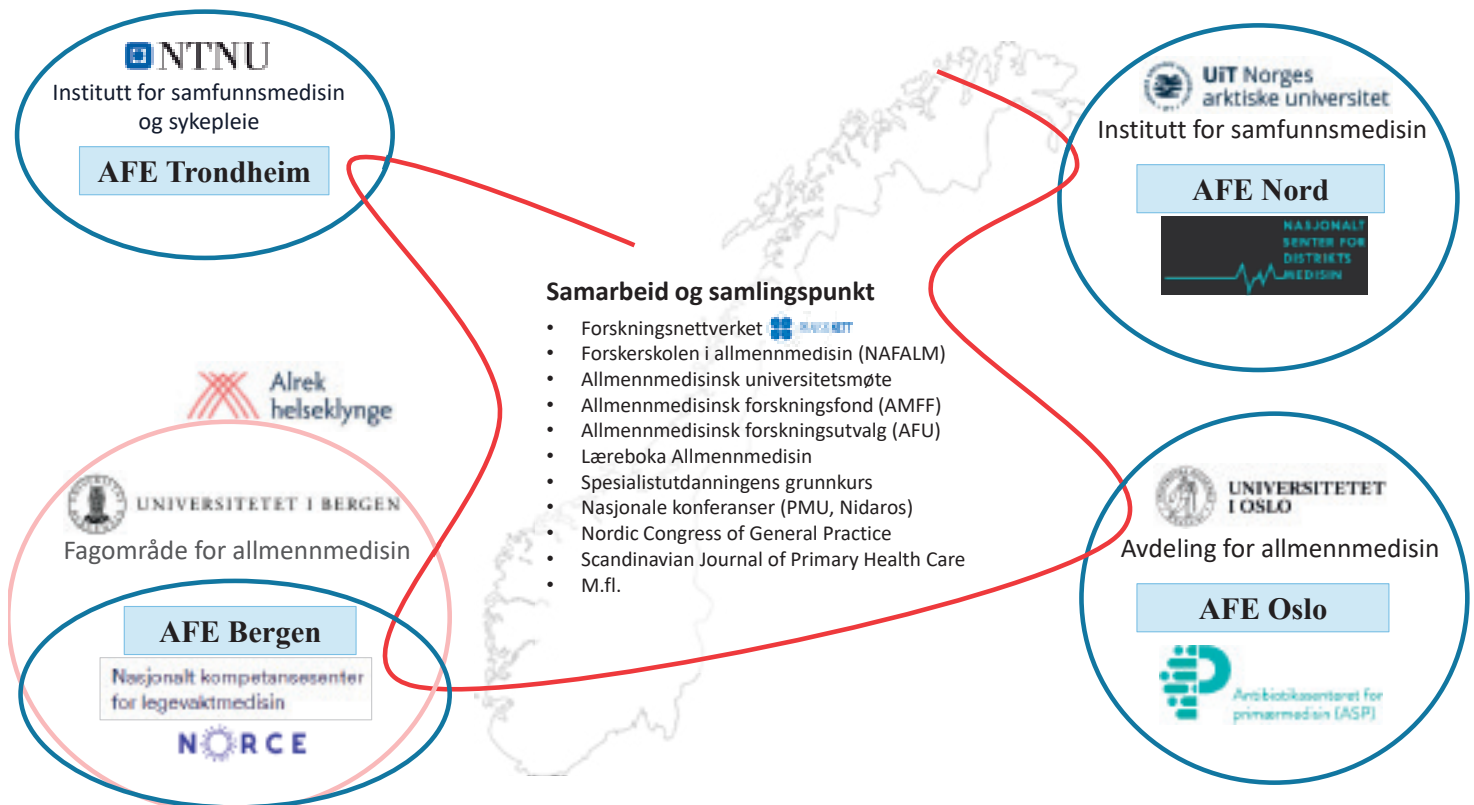 NTNU
Institutt for samfunnsmedisin
og sykepleie
AFE Trondheim
UiT Norges
arktiske universitet
Institutt for samfunnsmedisin
AFE Nord
NASJONALT
SENTER FOR
DISTRIKTS
MEDISIN
Samarbeid og samlingspunkt
• Forskningsnettverket
• Forskerskolen i allmennmedisin (NAFALM)
• Allmennmedisinsk universitetsmøte
• Allmennmedisinsk forskningsfond (AMFF)
• Allmennmedisinsk forskningsutvalg (AFU)
• Læreboka Allmennmedisin
• Spesialistutdanningens grunnkurs
• Nasjonale konferanser (PMU, Nidaros)
• Nordic Congress of General Practice
• Scandinavian Journal of Primary Health Care
• M.fl.
Alrek
helseklynge
UNIVERSITETET I BERGEN
Fagområde for allmennmedisin
AFE Bergen
Nasjonalt kompetansesenter
for legevaktmedisin
NORCE
UNIVERSITETET
I OSLO
Avdeling for allmennmedisin
AFE Oslo
Antibiotikasenteret for
primærmedisin (ASP)